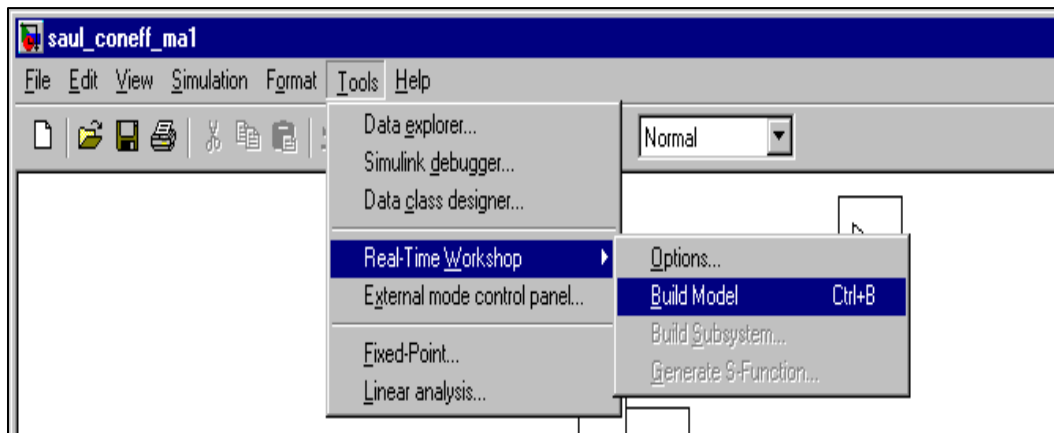 saul_coneff_ma1
File Edit View Simulation Format Tools Help
Normal
Data explorer...
Simulink debugger...
Data class designer...
Real-Time Workshop
External mode control panel...
Fixed-Point...
Linear analysis...
Options...
Build Model Ctrl+B
Build Subsystem...
Generate S-Function...